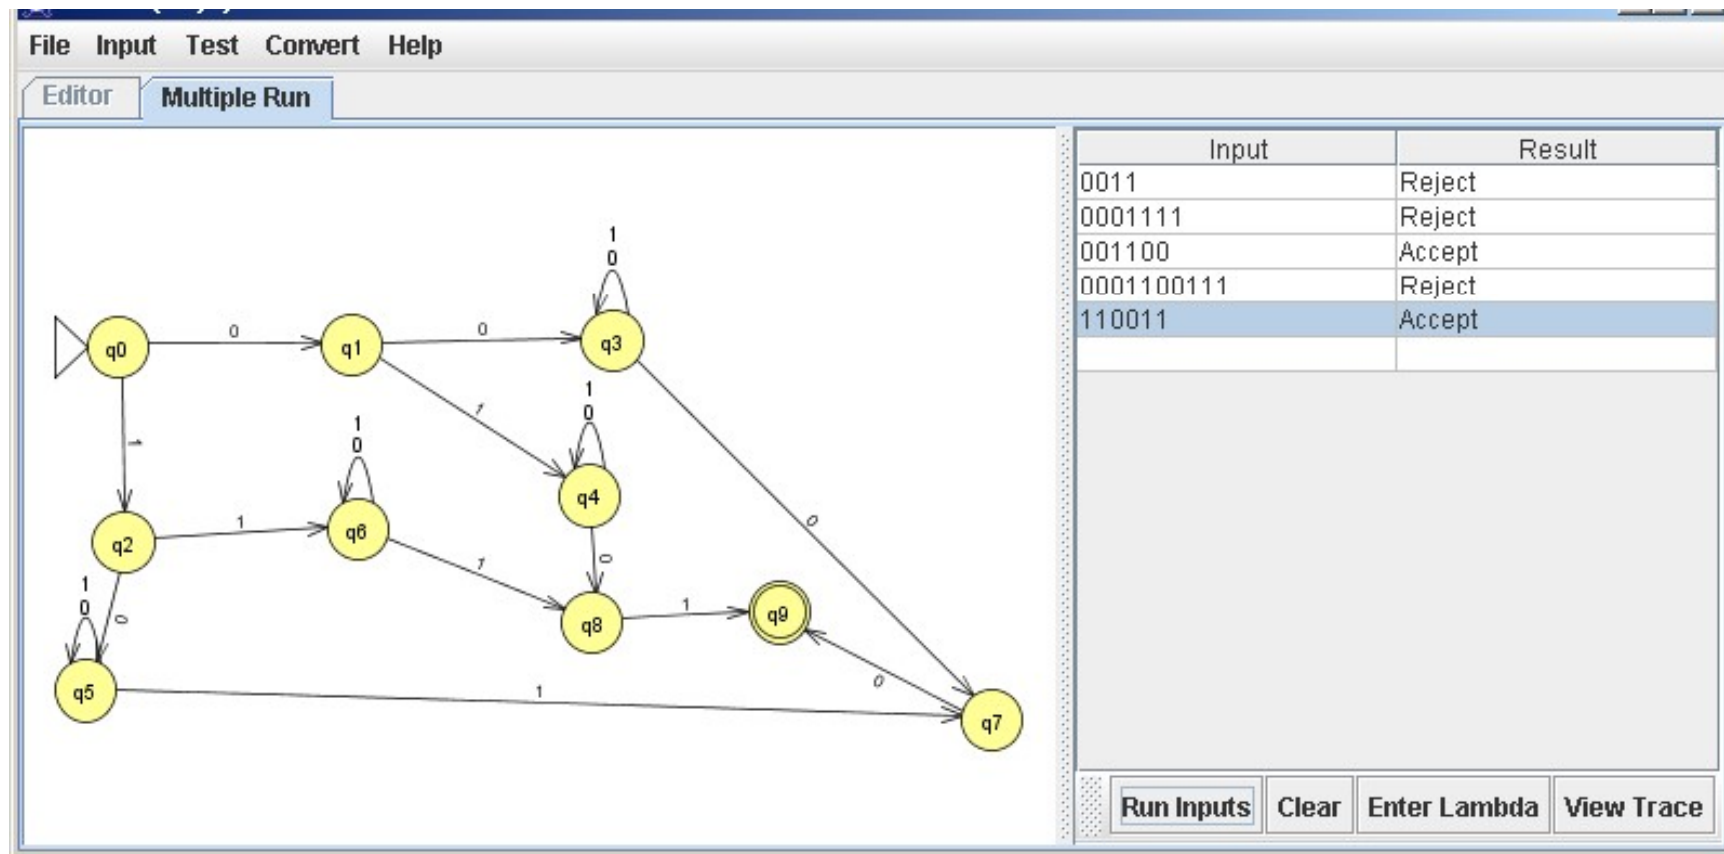 File Input Test Convert Help
Editor Multiple Run
Input Result
0011 Reject
0001111 Reject
001100 Accept
0001100111 Reject
110011 Accept
1
0
q0
0
q1
0
q3
1
1
0
1
1
0
q4
q2
1
q6
0
0
1
1
0
0
q8
1
q9
q5
1
0
q7
Run Inputs Clear Enter Lambda View Trace